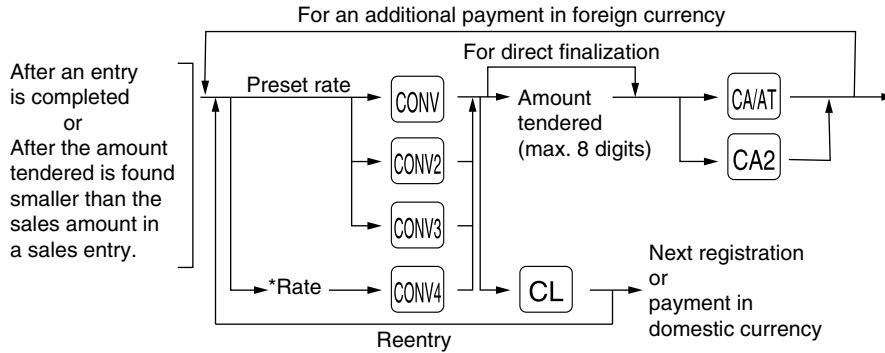 For an additional payment in foreign currency
For direct finalization
After an entry
is completed
or
After the amount
tendered is found
smaller than the
sales amount in
a sales entry.
Preset rate
CONV
CONV2
CONV3
*Rate
CONV4
Amount
tendered
(max. 8 digits)
CA/AT
CA2
CL
Next registration
or
payment in
domestic currency
Reentry